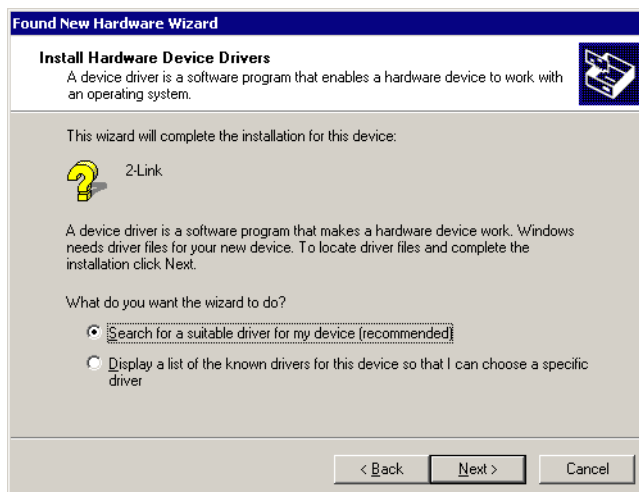 Found New Hardware Wizard
Install Hardware Device Drivers
A device driver is a software program that enables a hardware device to work with
an operating system.
This wizard will complete the installation for this device:
2-Link
A device driver is a software program that makes a hardware device work. Windows
needs driver files for your new device. To locate driver files and complete the
installation click Next.
What do you want the wizard to do?
Search for a suitable driver for my device (recommended)
Display a list of the known drivers for this device so that I can choose a specific
driver
< Back Next > Cancel